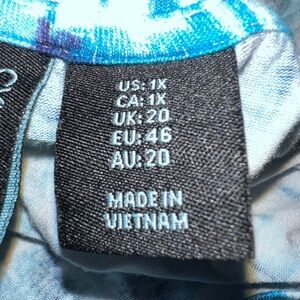 US: 1X
CA: 1X
UK: 20
EU: 46
AU: 20
MADE IN
VIETNAM